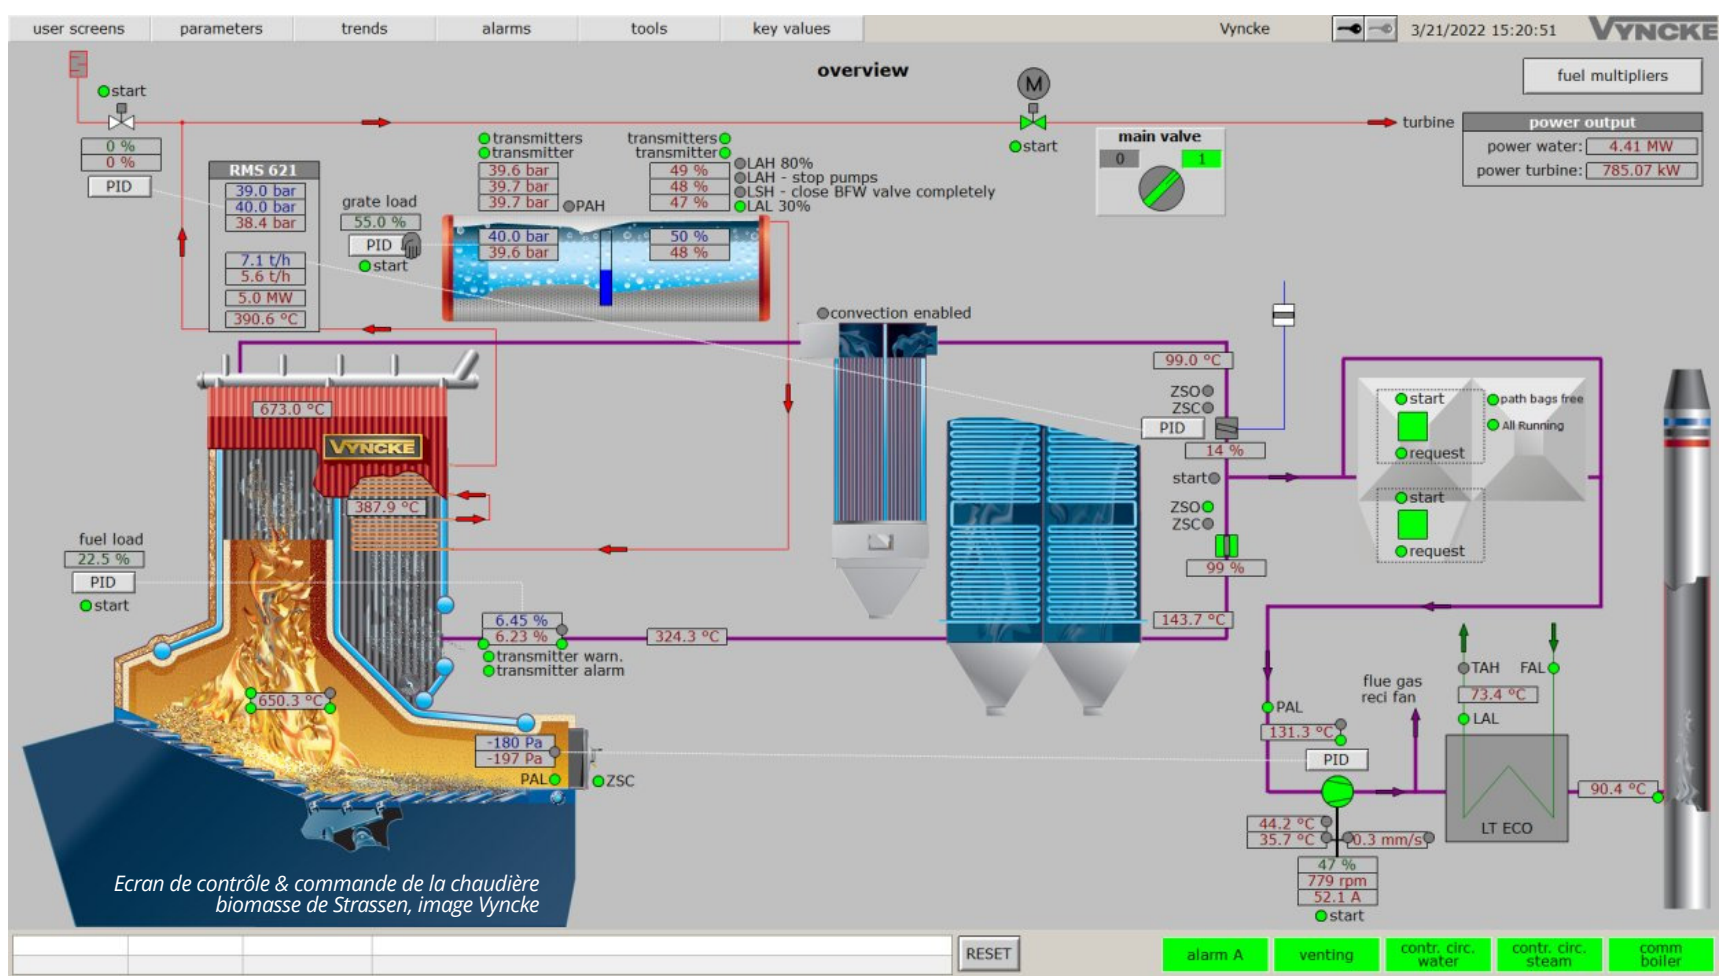 user screens
parameters
trends
alarms
tools
key values
Vyncke
3/21/2022 15:20:51
VYNCKE
overview
fuel multipliers
start
M
turbine
start
0 %
0 %
PID
power output
power water: 4.41 MW
power turbine: 785.07 kW
main valve
0 1
RMS 621
39.0 bar
40.0 bar
38.4 bar
7.1 t/h
5.6 t/h
5.0 MW
390.6 °C
grate load
55.0 %
PID
start
transmitters
transmitter
39.6 bar
39.7 bar
39.7 bar
PAH
40.0 bar
39.6 bar
transmitters
transmitter
49 %
48 %
47 %
50 %
48 %
LAH 80%
LAH - stop pumps
LSH - close BFW valve completely
LAL 30%
convection enabled
99.0 °C
ZSO
ZSC
PID
14 %
start
ZSO
ZSC
99 %
143.7 °C
start
request
path bags free
All Running
start
request
673.0 °C
VYNCKE
387.9 °C
fuel load
22.5 %
PID
start
6.45 %
6.23 %
transmitter warn.
transmitter alarm
324.3 °C
650.3 °C
-180 Pa
-197 Pa
PAL
ZSC
PAL
131.3 °C
PID
flue gas
reci fan
TAH
FAL
73.4 °C
LAL
LT ECO
90.4 °C
44.2 °C
35.7 °C
0.3 mm/s
47 %
779 rpm
52.1 A
start
Ecran de contrôle & commande de la chaudière
biomasse de Strassen, image Vyncke
RESET
alarm A
venting
contr. circ.
water
contr. circ.
steam
comm
boiler